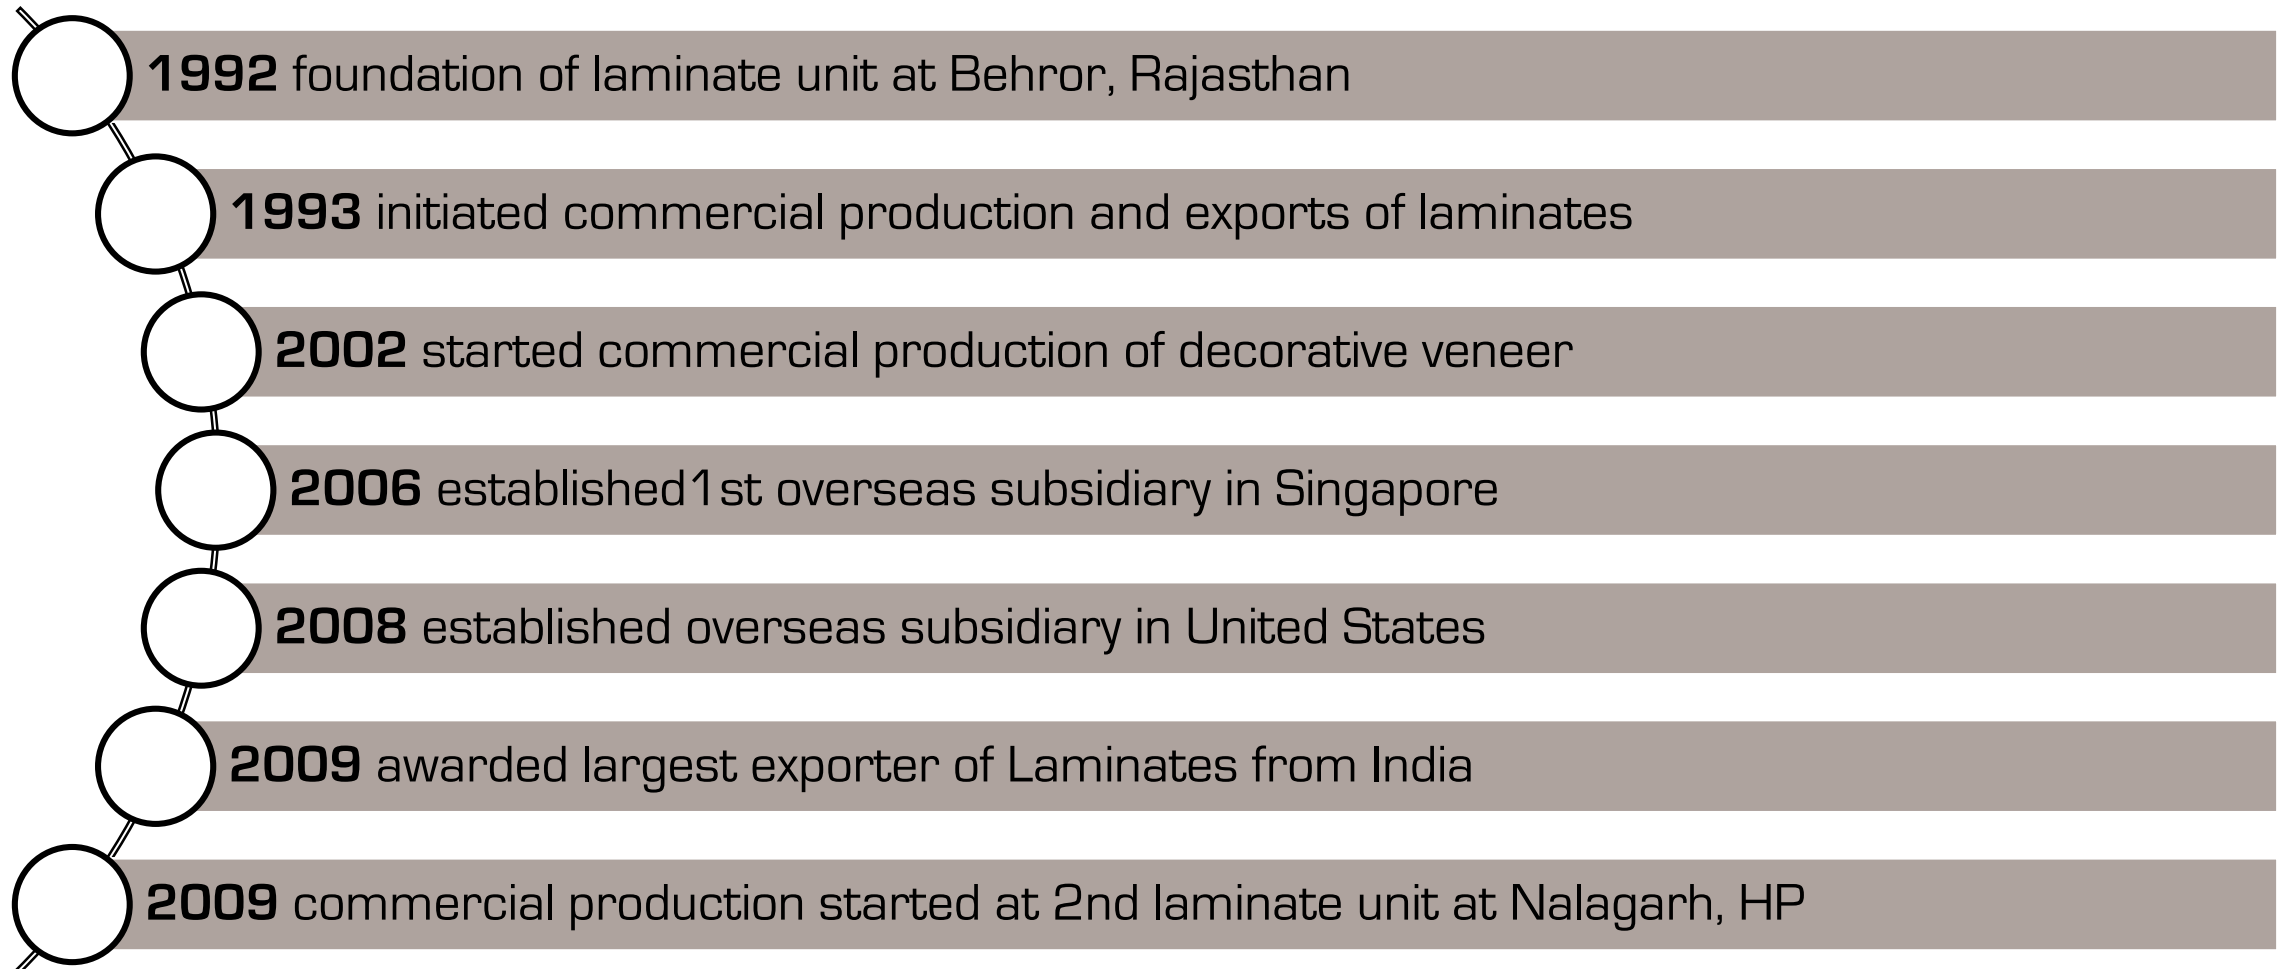 1992 foundation of laminate unit at Behror, Rajasthan
1993 initiated commercial production and exports of laminates
2002 started commercial production of decorative veneer
2006 established1st overseas subsidiary in Singapore
2008 established overseas subsidiary in United States
2009 awarded largest exporter of Laminates from India
2009 commercial production started at 2nd laminate unit at Nalagarh, HP